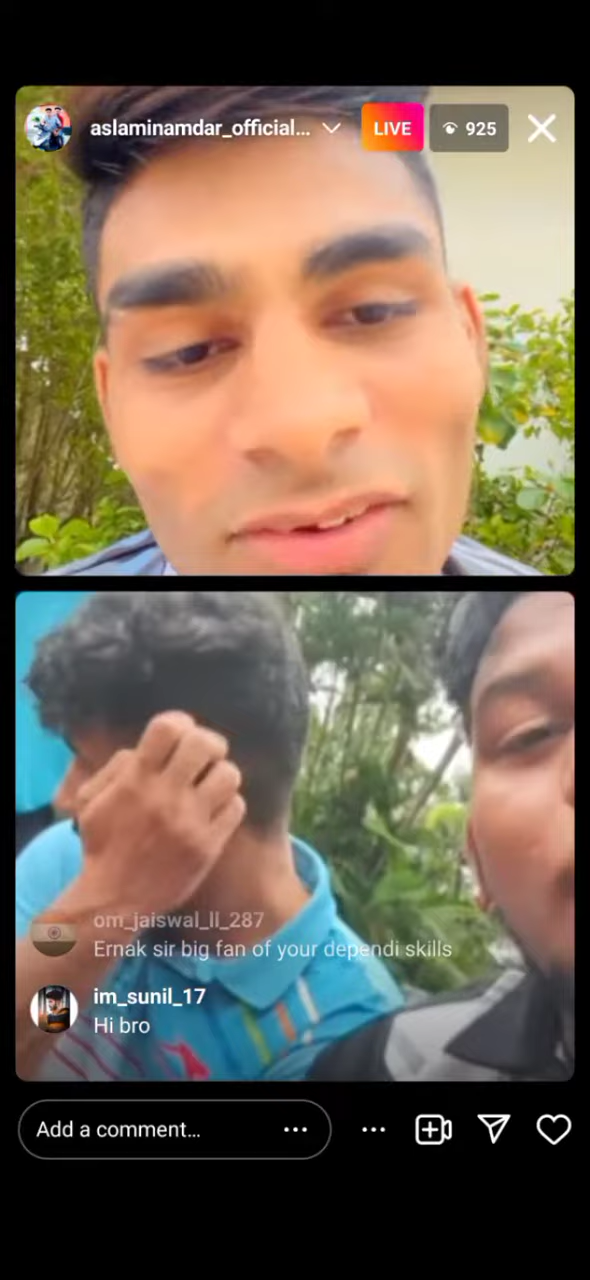 aslaminamdar_official...
LIVE
925
om_jaiswal_ll_287
Ernak sir big fan of your dependi skills
im_sunil_17
Hi bro
Add a comment...